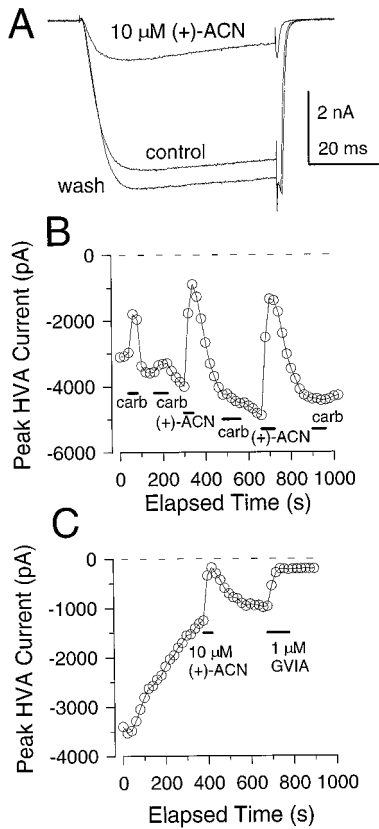 A
10 µM (+)-ACN
2 nA
20 ms
control
wash
B
Peak HVA Current (pA)
0
-2000
-4000
-6000
carb
carb
(+)-ACN
carb
(+)-ACN
carb
0 200 400 600 800 1000
Elapsed Time (s)
C
Peak HVA Current (pA)
0
-1000
-2000
-3000
-4000
10 µM
(+)-ACN
1 µM
GVIA
0 200 400 600 800 1000
Elapsed Time (s)